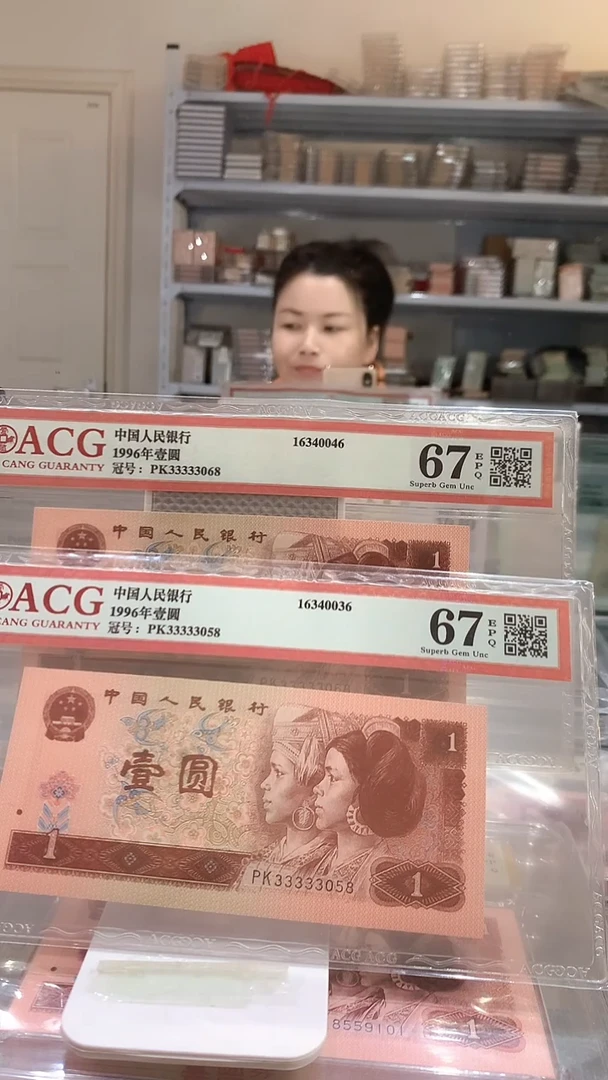 ACG
CANG GUARANTY
中国人民银行
1996年壹圆
冠号：PK33333068
16340046
67
EPQ
Superb Gem Unc
中国人民银行
1
ACG
CANG GUARANTY
中国人民银行
1996年壹圆
冠号：PK33333058
16340036
67
EPQ
Superb Gem Unc
中国人民银行
1
壹圆
1
PK33333058
1
8559101
1